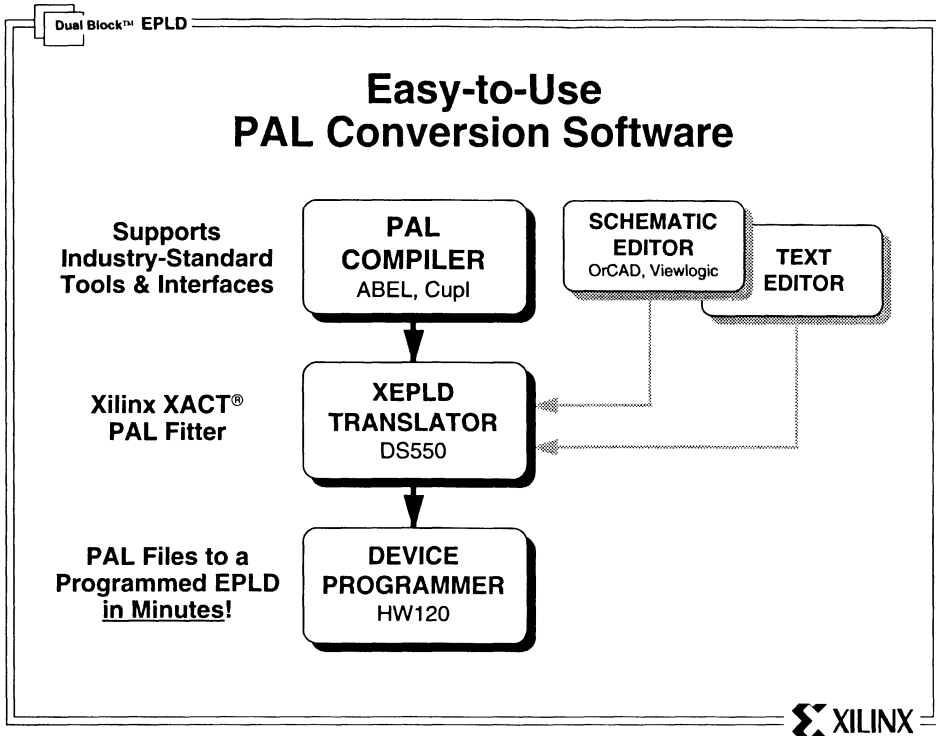 Dual Block™ EPLD
Easy-to-Use
PAL Conversion Software
Supports
Industry-Standard
Tools & Interfaces
PAL
COMPILER
ABEL, Cupl
SCHEMATIC
EDITOR
OrCAD, Viewlogic
TEXT
EDITOR
Xilinx XACT®
PAL Fitter
XEPLD
TRANSLATOR
DS550
PAL Files to a
Programmed EPLD
in Minutes!
DEVICE
PROGRAMMER
HW120
XILINX